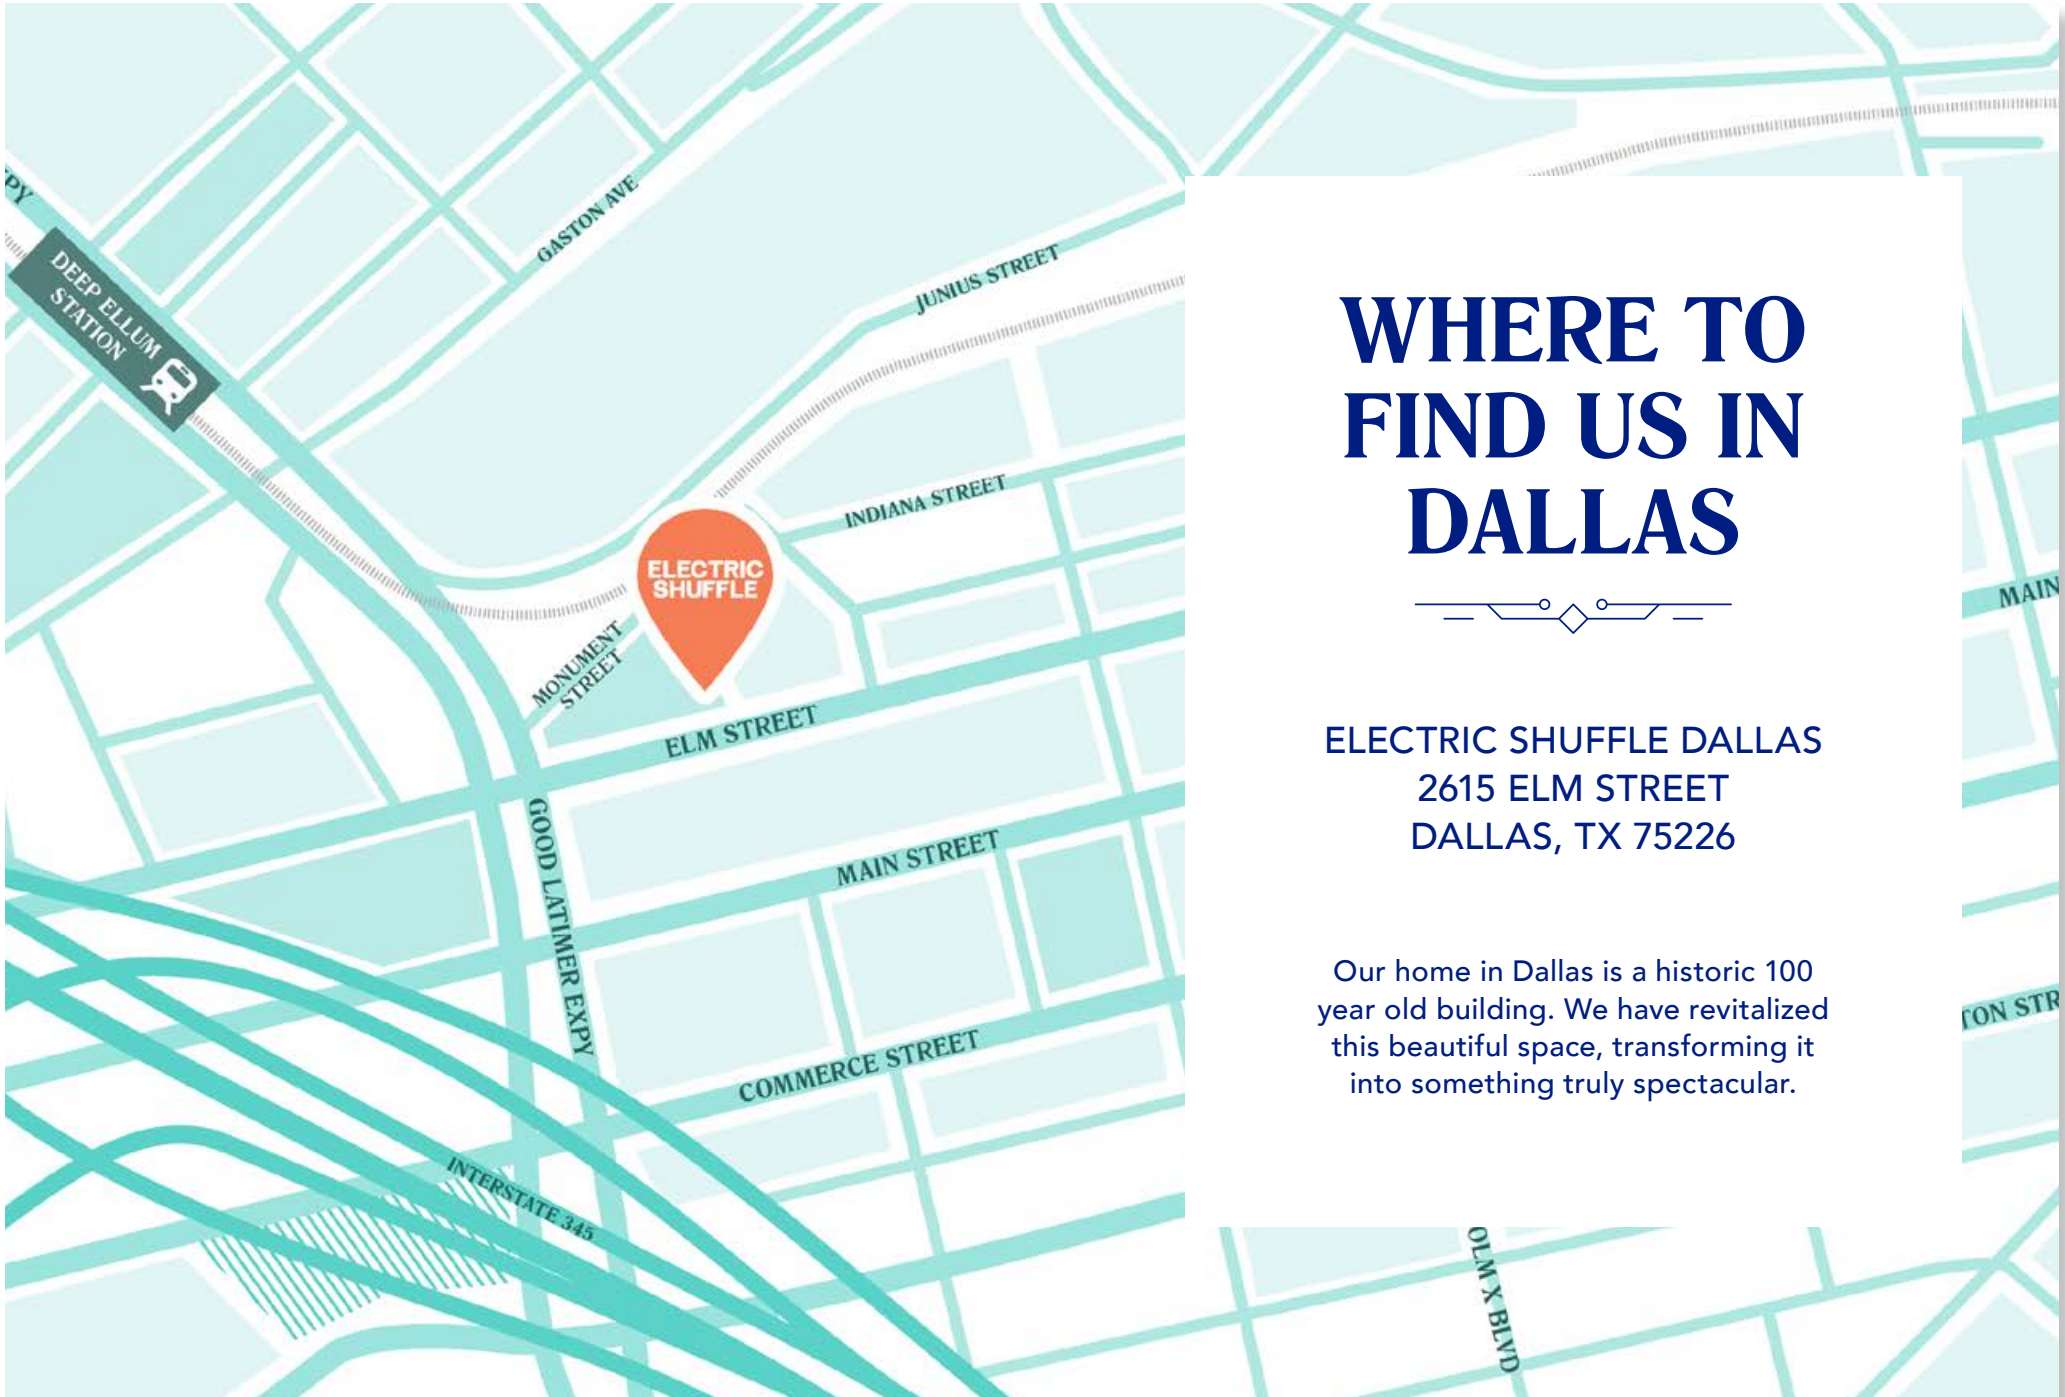 GASTON AVE
DEEP ELLUM
STATION
JUNIUS STREET
INDIANA STREET
ELECTRIC
SHUFFLE
MONUMENT
STREET
ELM STREET
GOOD LATIMER EXPY
MAIN STREET
COMMERCE STREET
INTERSTATE 345
WHERE TO
FIND US IN
DALLAS
ELECTRIC SHUFFLE DALLAS
2615 ELM STREET
DALLAS, TX 75226
Our home in Dallas is a historic 100
year old building. We have revitalized
this beautiful space, transforming it
into something truly spectacular.
MAIN
TON STR
OLM X BLVD